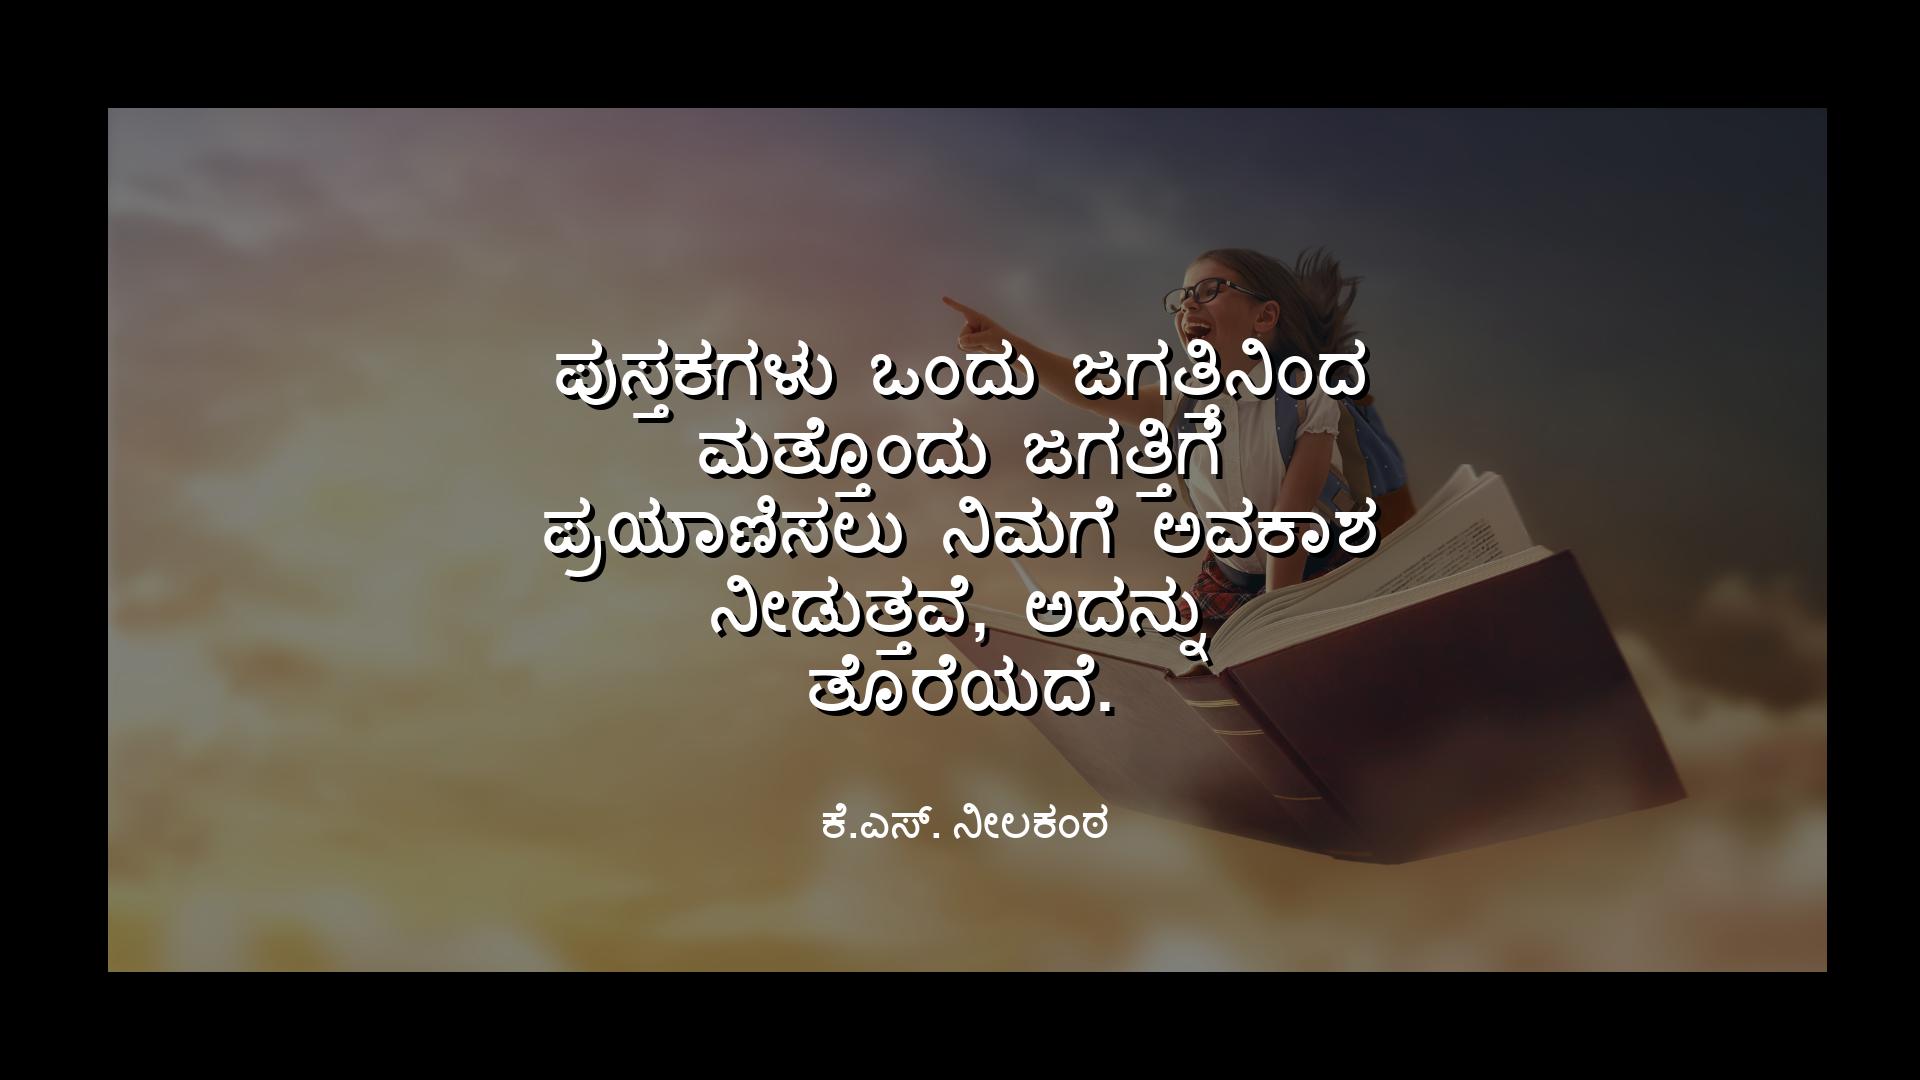 ಪುಸ್ತಕಗಳು ಒಂದು ಜಗತ್ತಿನಿಂದ
ಮತ್ತೊಂದು ಜಗತ್ತಿಗೆ
ಪ್ರಯಾಣಿಸಲು ನಿಮಗೆ ಅವಕಾಶ
ನೀಡುತ್ತವೆ, ಅದನ್ನು
ತೊರೆಯದೆ.
ಕೆ.ಎಸ್. ನೀಲಕಂಠ